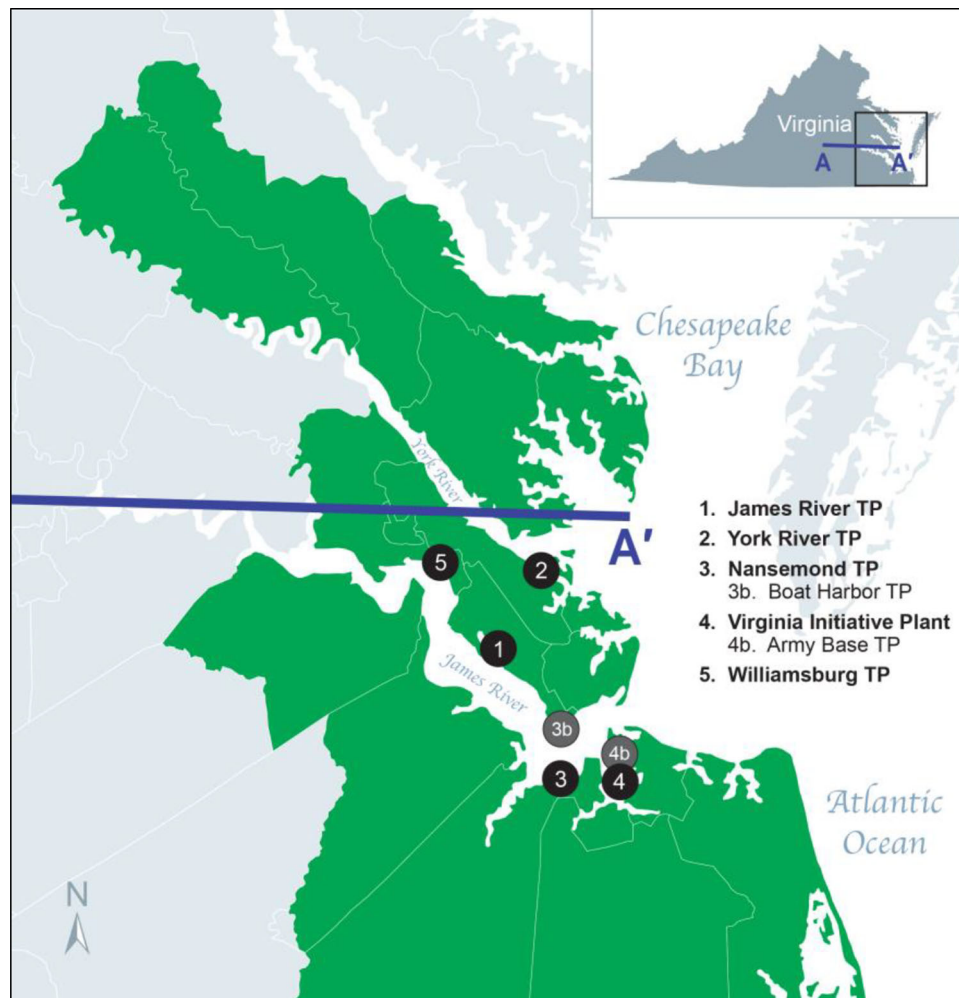 Virginia
A
A′
Chesapeake
Bay
York River
A′
1. James River TP
2. York River TP
3. Nansemond TP
3b. Boat Harbor TP
4. Virginia Initiative Plant
4b. Army Base TP
5. Williamsburg TP
5
2
1
James River
3b
4b
3
4
Atlantic
Ocean
N